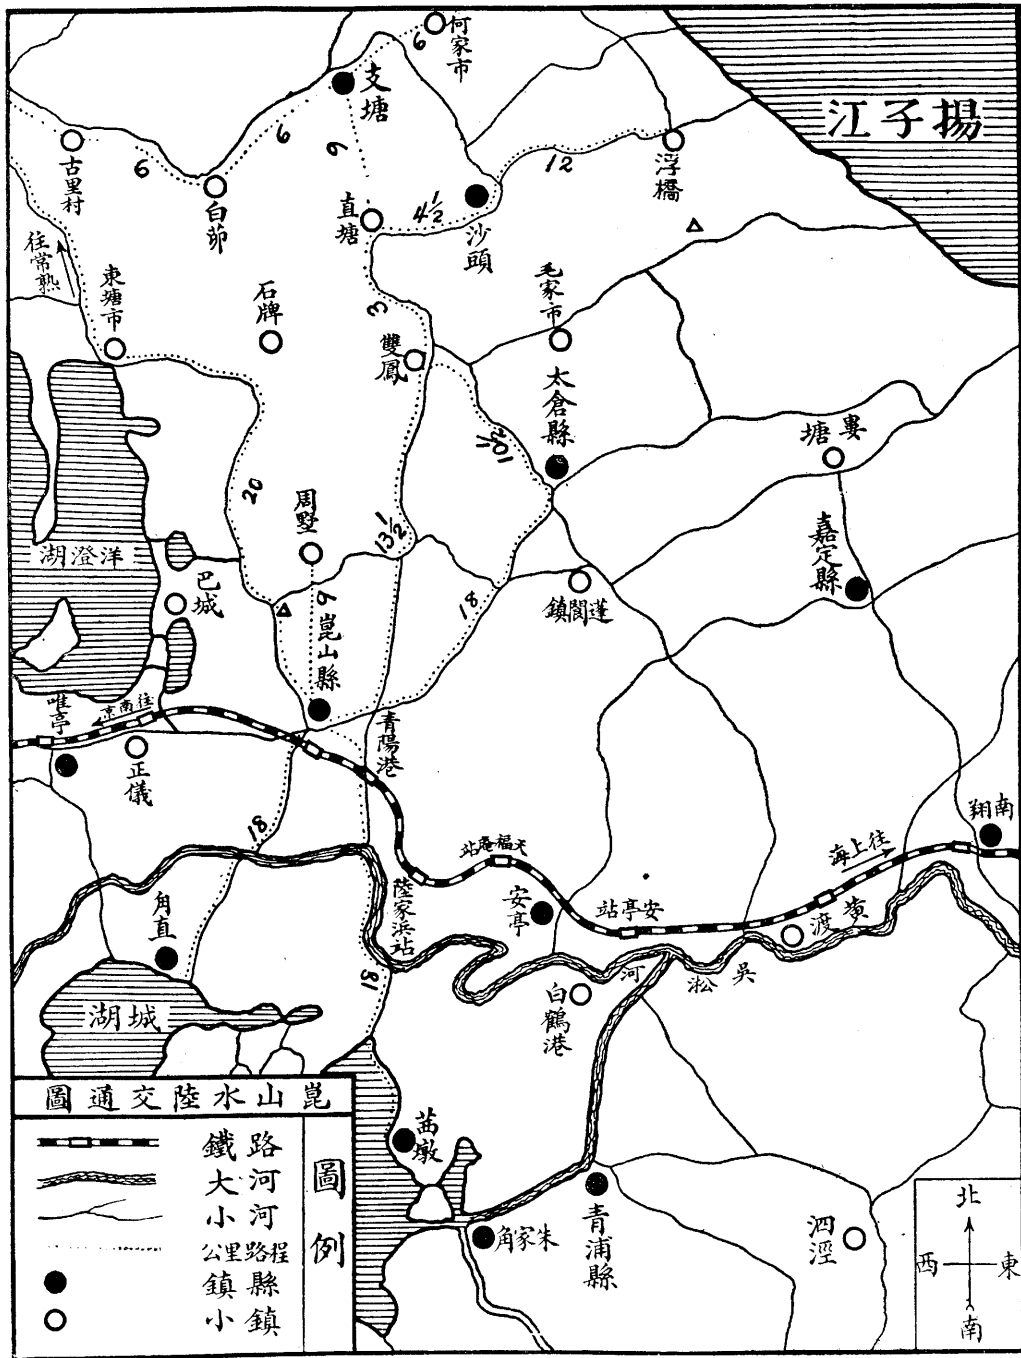 何家市
6
支塘
揚子江
6
6
9
12
浮橋
古里村
白茆
直塘
4½
沙頭
往常熟
東塘市
石牌
3
毛家市
雙鳳
太倉縣
10½
婁塘
20
周墅
13½
嘉定縣
洋澄湖
巴城
9
崑山縣
18
蓬閬鎮
唯亭
往南京
正儀
青陽港
南翔
18
天福庵站
往上海
陸家浜站
安亭
安亭站
黃渡
角直
吳淞河
18
白鶴港
城湖
崑山水陸交通圖
圖例
鐵路
大河
小河
公里路程
鎮縣
小鎮
茜墩
朱家角
青浦縣
泗涇
北
西
東
南